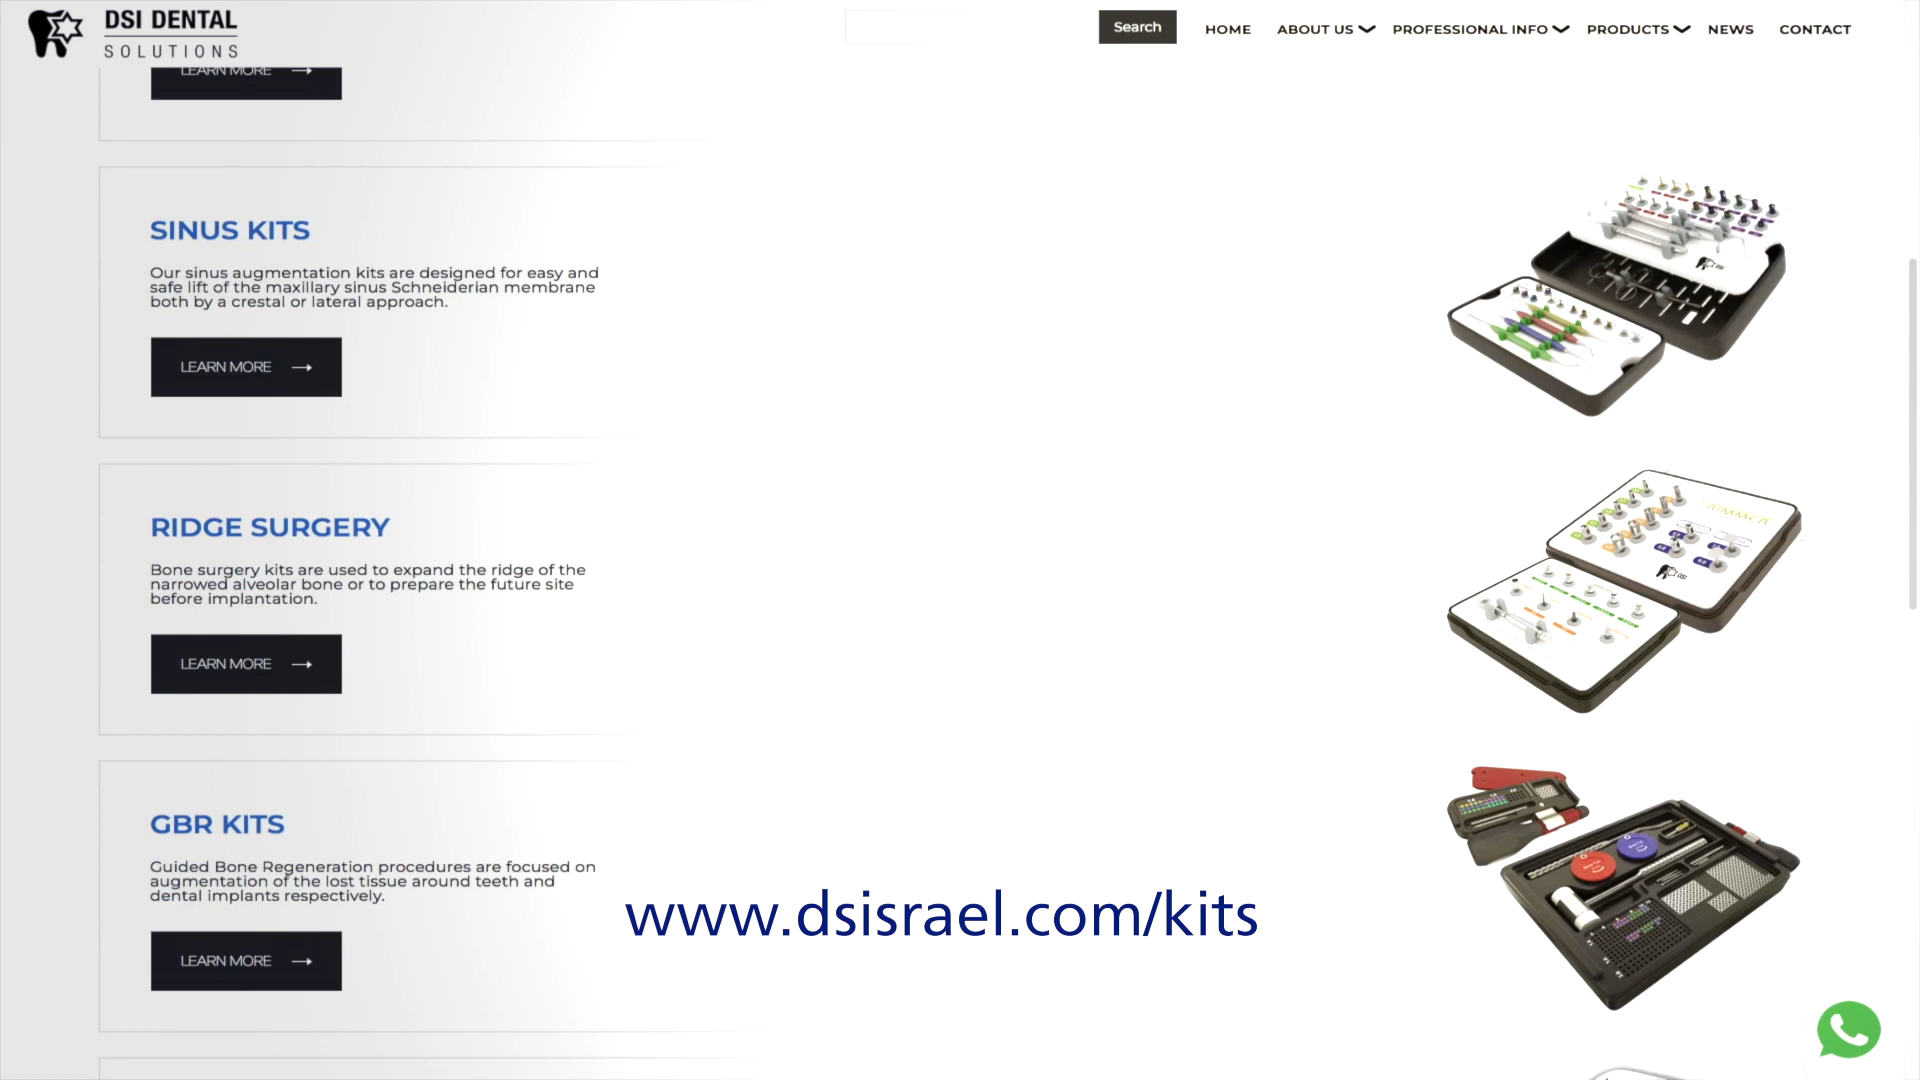 DSI DENTAL
SOLUTIONS
Search
HOME
ABOUT US
PROFESSIONAL INFO
PRODUCTS
NEWS
CONTACT
LEARN MORE
SINUS KITS
Our sinus augmentation kits are designed for easy and
safe lift of the maxillary sinus Schneiderian membrane
both by a crestal or lateral approach.
LEARN MORE
RIDGE SURGERY
Bone surgery kits are used to expand the ridge of the
narrowed alveolar bone or to prepare the future site
before implantation.
LEARN MORE
DSI
GBR KITS
Guided Bone Regeneration procedures are focused on
augmentation of the lost tissue around teeth and
dental implants respectively.
LEARN MORE
www.dsisrael.com/kits